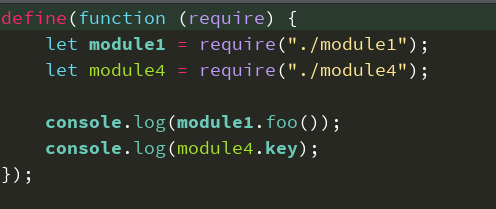 define(function (require) {
    let module1 = require("./module1");
    let module4 = require("./module4");

    console.log(module1.foo());
    console.log(module4.key);
});